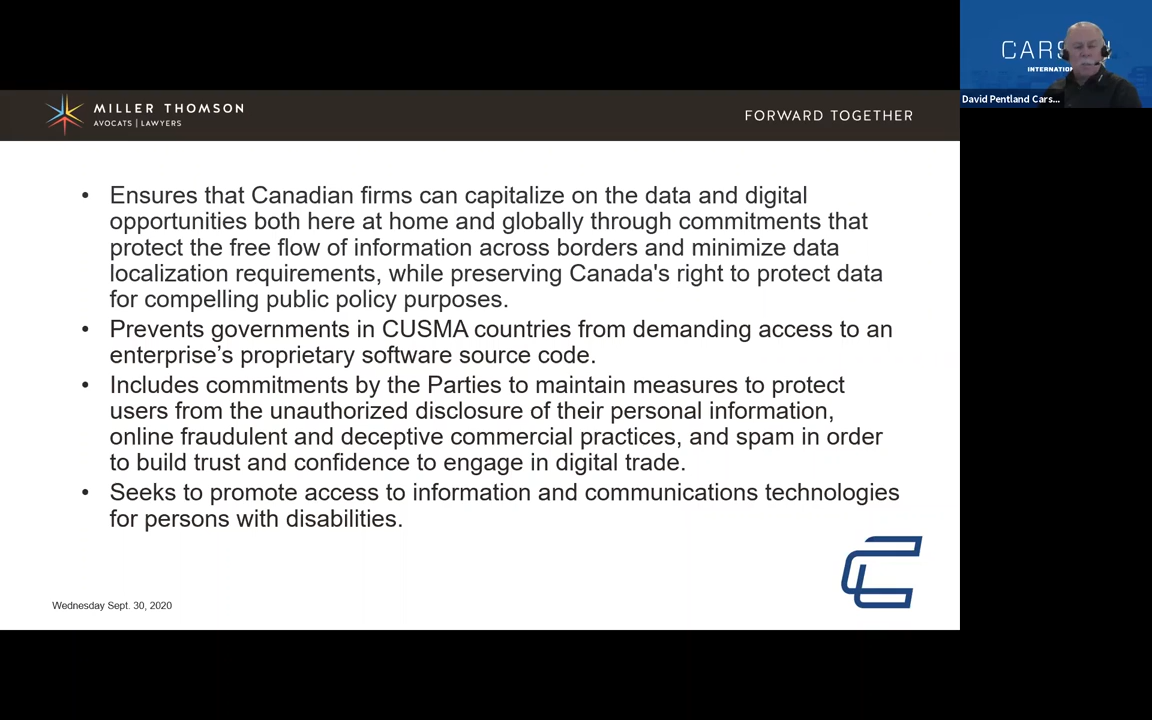 MILLER THOMSON
AVOCATS | LAWYERS
FORWARD TOGETHER
INTERNATIO
David Pentland Cars...
• Ensures that Canadian firms can capitalize on the data and digital
opportunities both here at home and globally through commitments that
protect the free flow of information across borders and minimize data
localization requirements, while preserving Canada's right to protect data
for compelling public policy purposes.
• Prevents governments in CUSMA countries from demanding access to an
enterprise’s proprietary software source code.
• Includes commitments by the Parties to maintain measures to protect
users from the unauthorized disclosure of their personal information,
online fraudulent and deceptive commercial practices, and spam in order
to build trust and confidence to engage in digital trade.
• Seeks to promote access to information and communications technologies
for persons with disabilities.
Wednesday Sept. 30, 2020